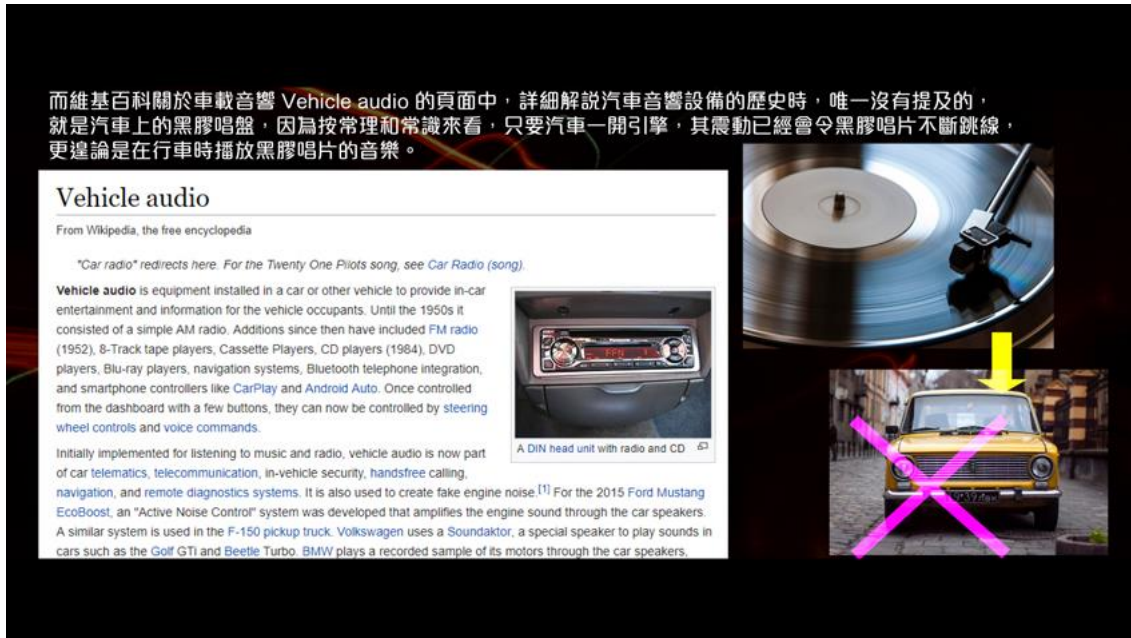 而維基百科關於車載音響 Vehicle audio 的頁面中，詳細解說汽車音響設備的歷史時，唯一沒有提及的，
就是汽車上的黑膠唱盤，因為按常理和常識來看，只要汽車一開引擎，其震動已經會令黑膠唱片不斷跳線，
更遑論是在行車時播放黑膠唱片的音樂。
Vehicle audio
From Wikipedia, the free encyclopedia
"Car radio" redirects here. For the Twenty One Pilots song, see Car Radio (song).
Vehicle audio is equipment installed in a car or other vehicle to provide in-car
entertainment and information for the vehicle occupants. Until the 1950s it
consisted of a simple AM radio. Additions since then have included FM radio
(1952), 8-Track tape players, Cassette Players, CD players (1984), DVD
players, Blu-ray players, navigation systems, Bluetooth telephone integration,
and smartphone controllers like CarPlay and Android Auto. Once controlled
from the dashboard with a few buttons, they can now be controlled by steering
wheel controls and voice commands.
A DIN head unit with radio and CD
Initially implemented for listening to music and radio, vehicle audio is now part
of car telematics, telecommunication, in-vehicle security, handsfree calling,
navigation, and remote diagnostics systems. It is also used to create fake engine noise.[1] For the 2015 Ford Mustang
EcoBoost, an "Active Noise Control" system was developed that amplifies the engine sound through the car speakers.
A similar system is used in the F-150 pickup truck. Volkswagen uses a Soundaktor, a special speaker to play sounds in
cars such as the Golf GTi and Beetle Turbo. BMW plays a recorded sample of its motors through the car speakers,